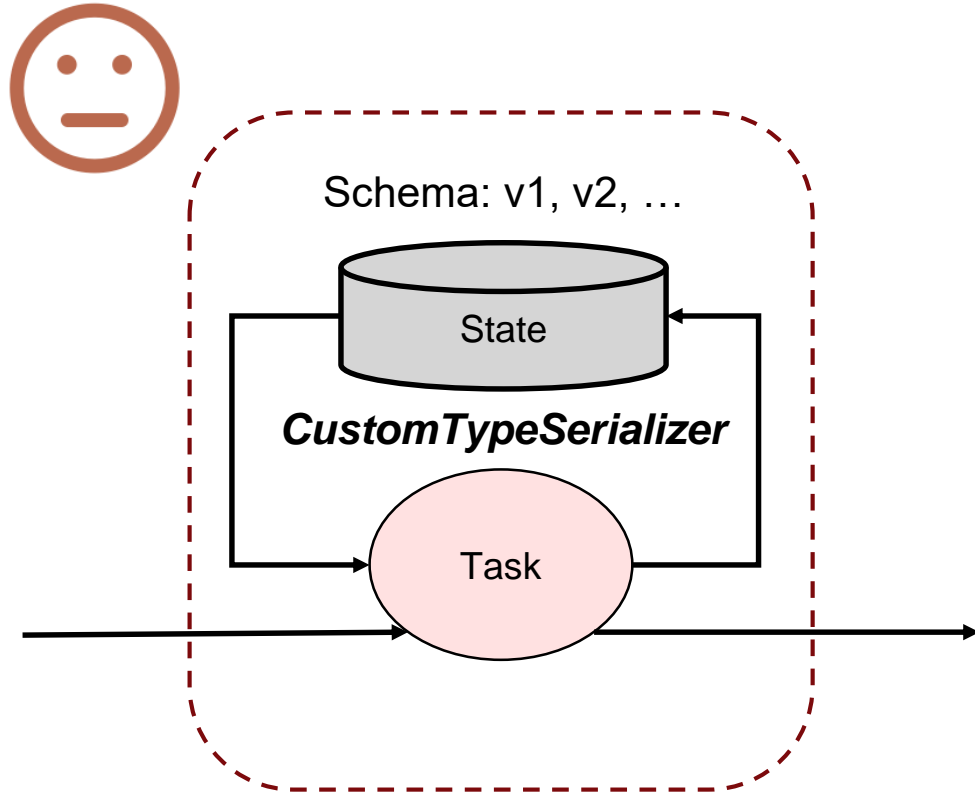 Schema: v1, v2, …
State
CustomTypeSerializer
Task